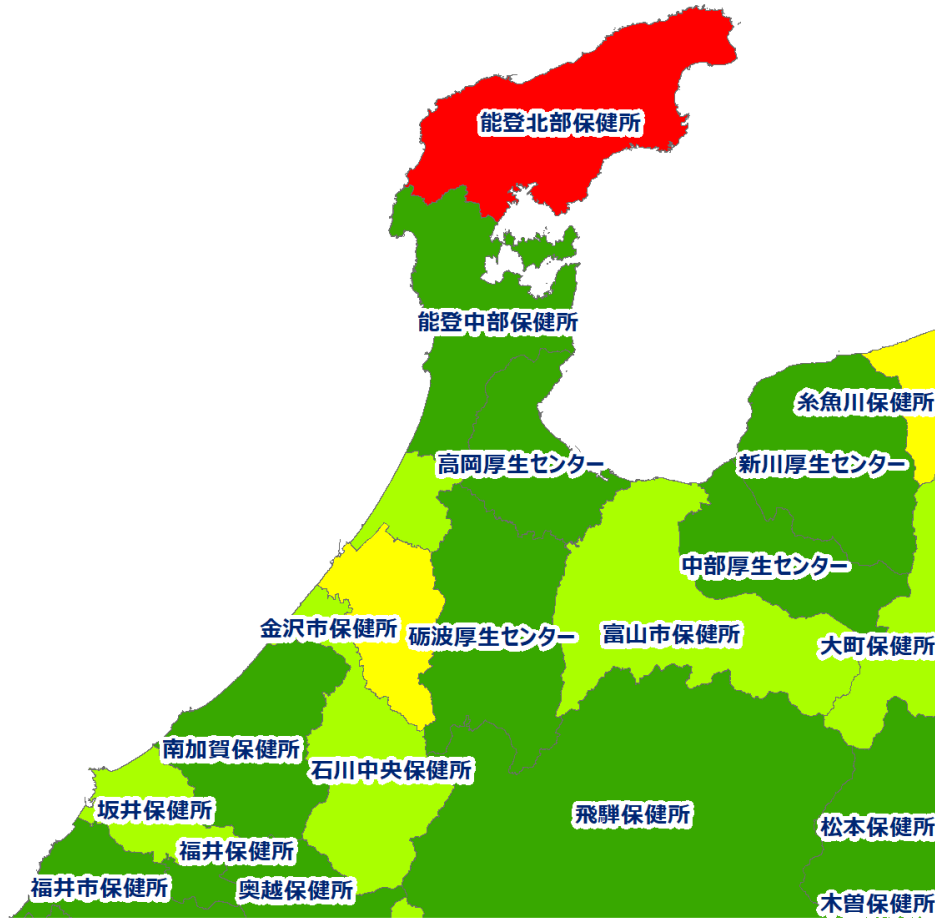 能登北部保健所
能登中部保健所
糸魚川保健所
高岡厚生センター
新川厚生センター
中部厚生センター
金沢市保健所
砺波厚生センター
富山市保健所
大町保健所
南加賀保健所
石川中央保健所
坂井保健所
飛騨保健所
松本保健所
福井保健所
福井市保健所
奥越保健所
木曽保健所